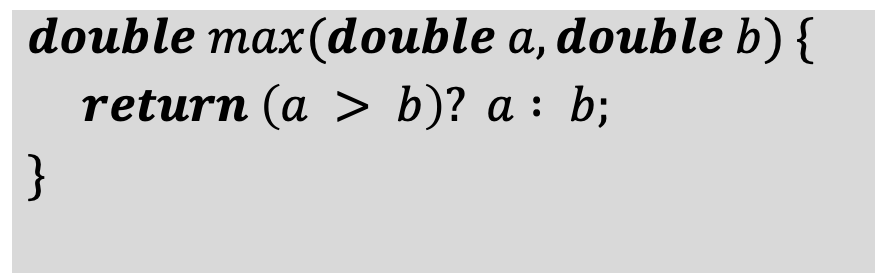 double max(double a, double b) {
return (a > b)? a : b;
}